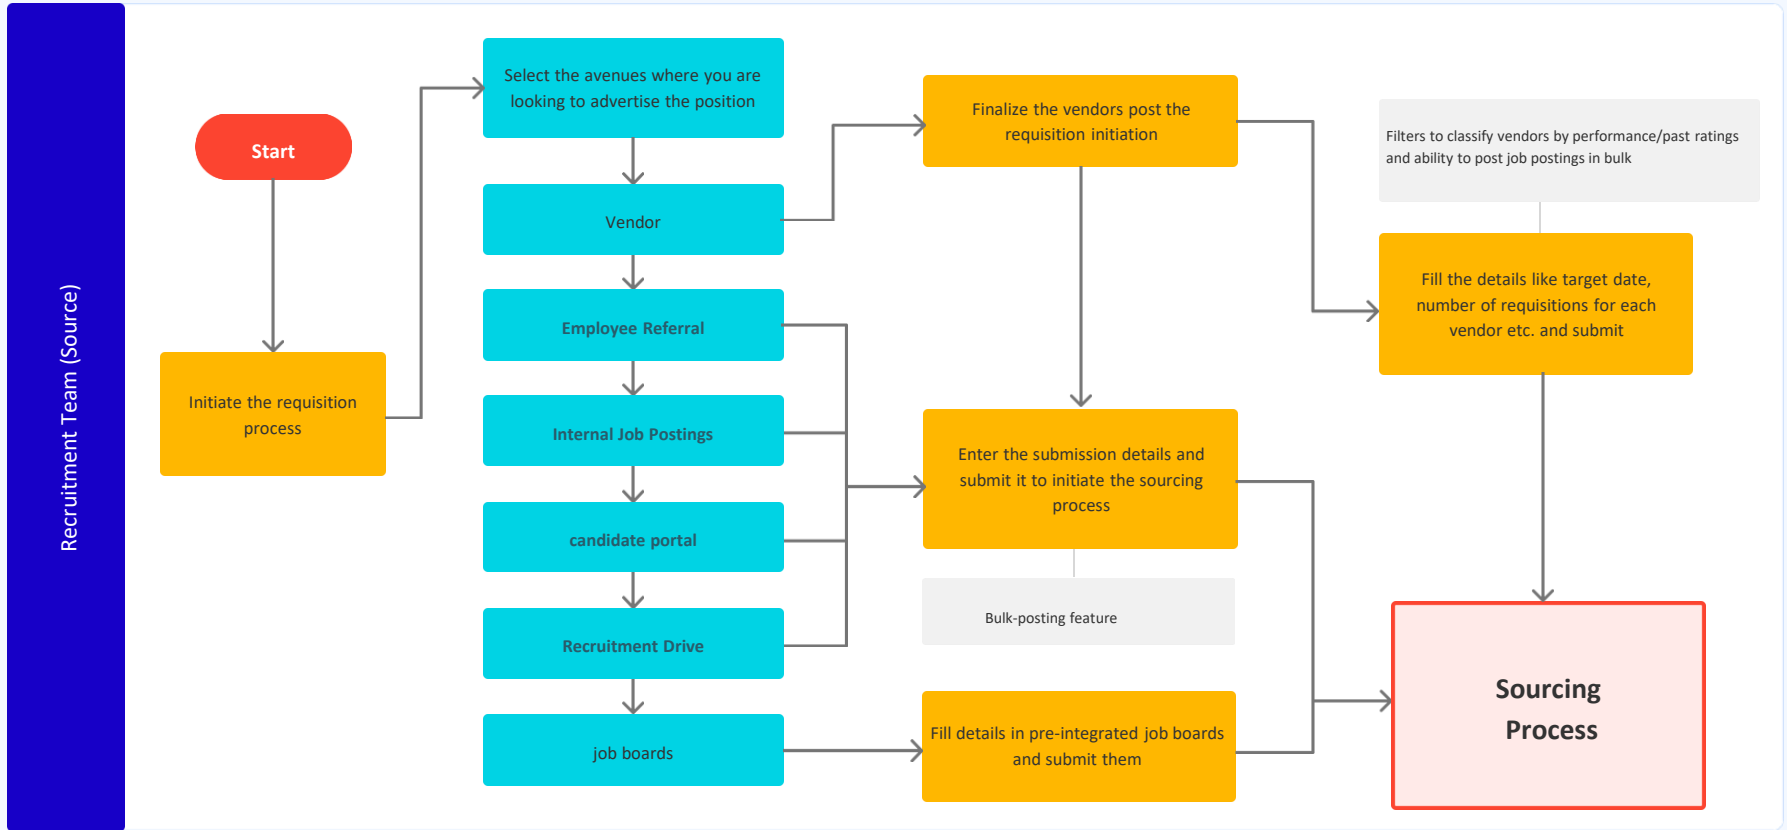 Recruitment Team (Source)
Start
Initiate the requisition
process
Select the avenues where you are
looking to advertise the position
Vendor
Employee Referral
Internal Job Postings
candidate portal
Recruitment Drive
job boards
Finalize the vendors post the
requisition initiation
Enter the submission details and
submit it to initiate the sourcing
process
Bulk-posting feature
Fill details in pre-integrated job boards
and submit them
Filters to classify vendors by performance/past ratings
and ability to post job postings in bulk
Fill the details like target date,
number of requisitions for each
vendor etc. and submit
Sourcing
Process